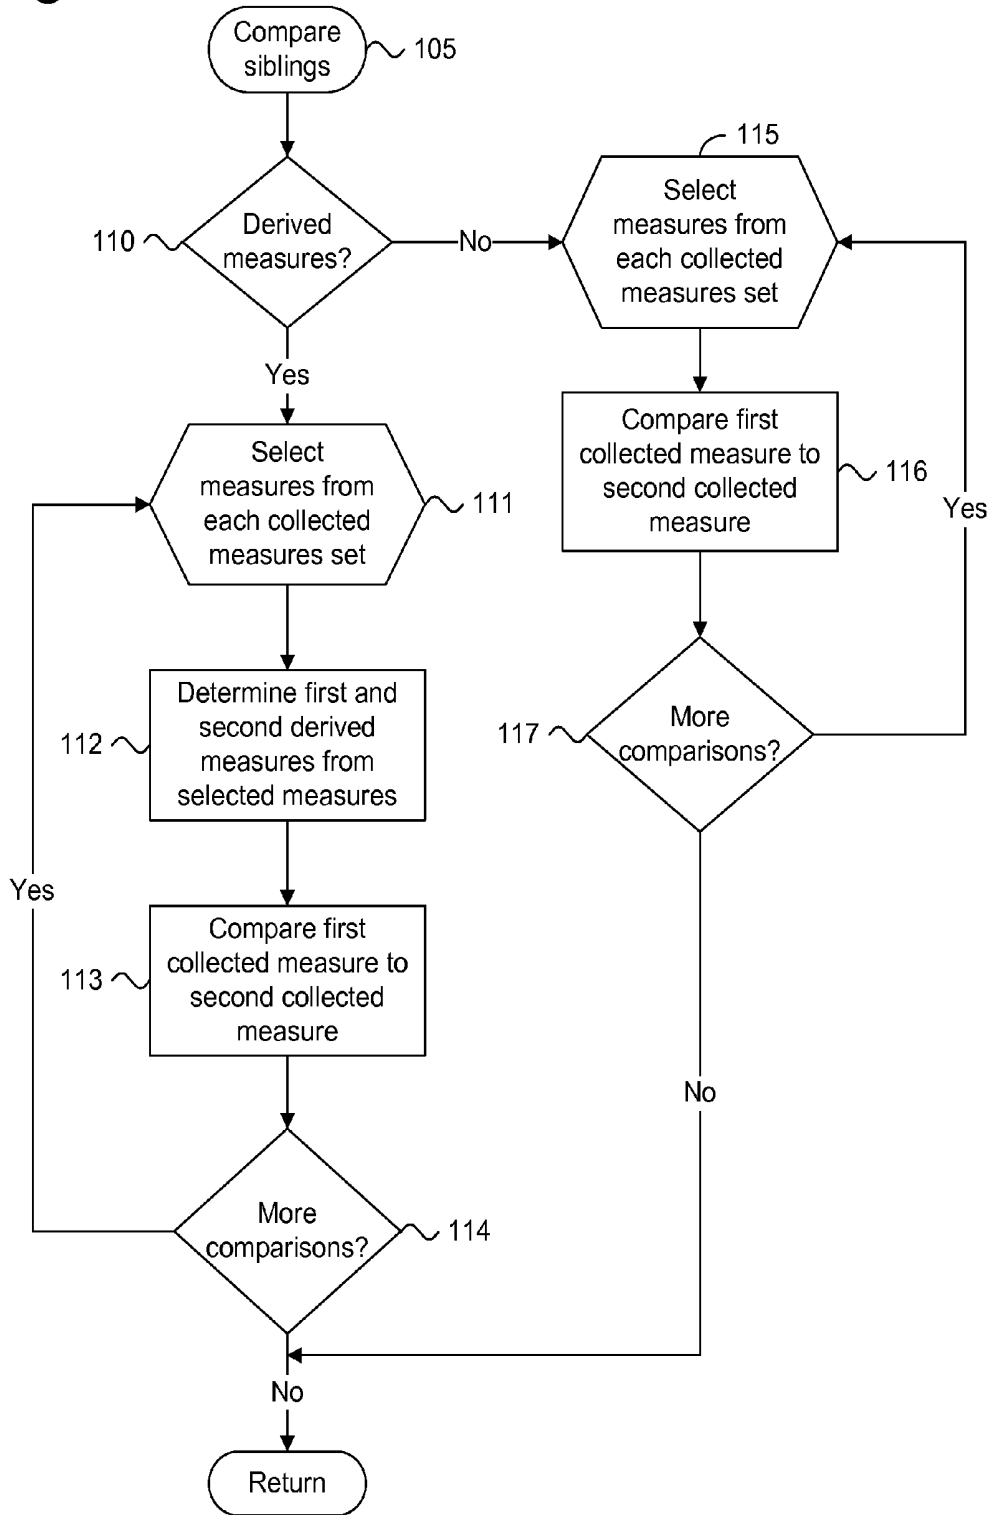 Compare
siblings
105
Derived
measures?
110
No
Yes
115
Select
measures from
each collected
measures set
Compare first
collected measure to
second collected
measure
116
Yes
More
comparisons?
117
No
Select
measures from
each collected
measures set
111
Determine first and
second derived
measures from
selected measures
112
Compare first
collected measure to
second collected
measure
113
Yes
More
comparisons?
114
No
Return